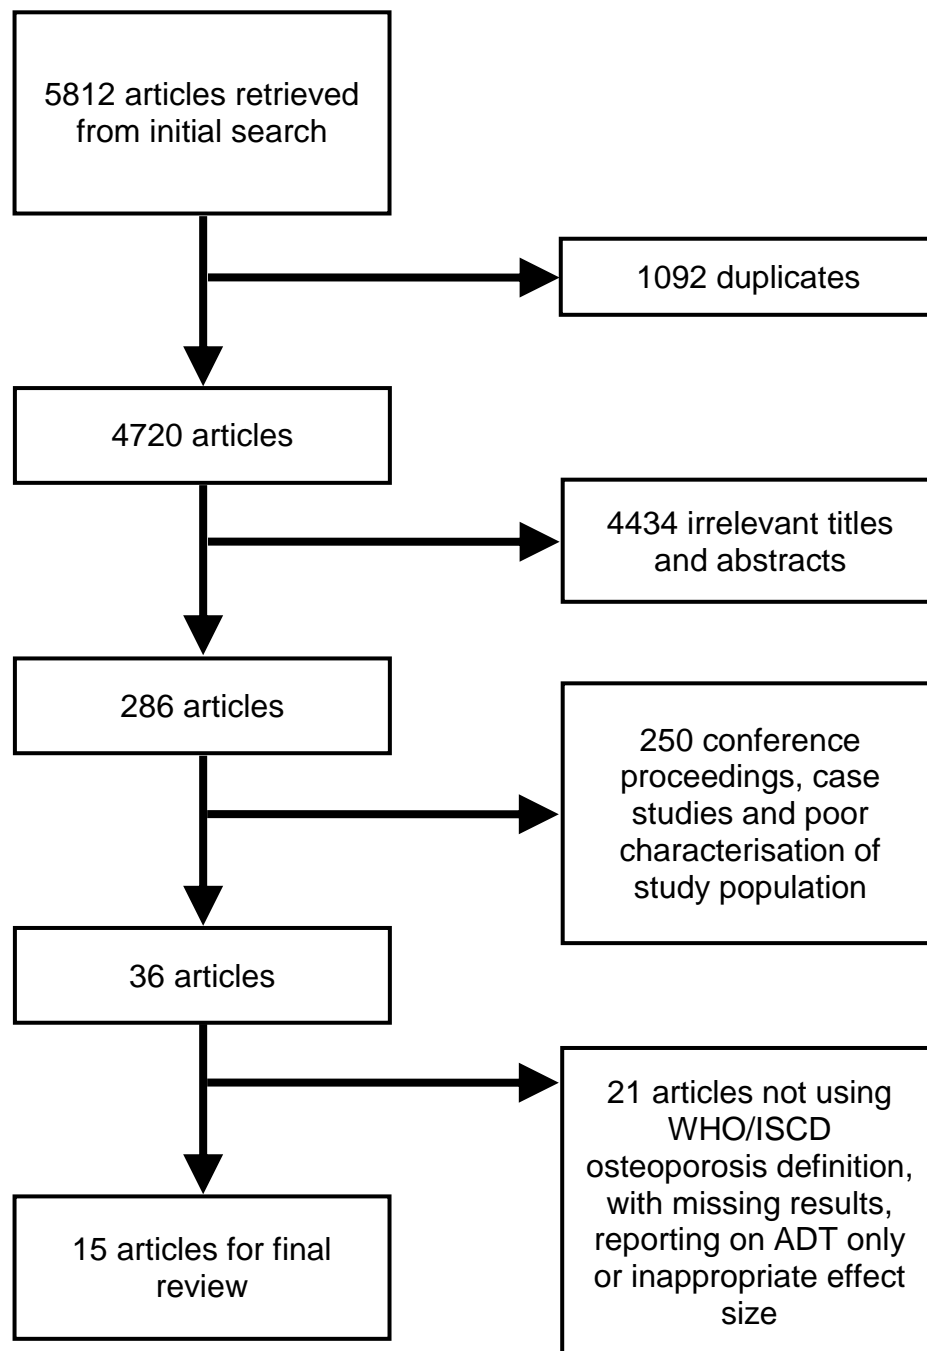 5812 articles retrieved
from initial search
1092 duplicates
4720 articles
4434 irrelevant titles
and abstracts
286 articles
250 conference
proceedings, case
studies and poor
characterisation of
study population
36 articles
21 articles not using
WHO/ISCD
osteoporosis definition,
with missing results,
reporting on ADT only
or inappropriate effect
size
15 articles for final
review